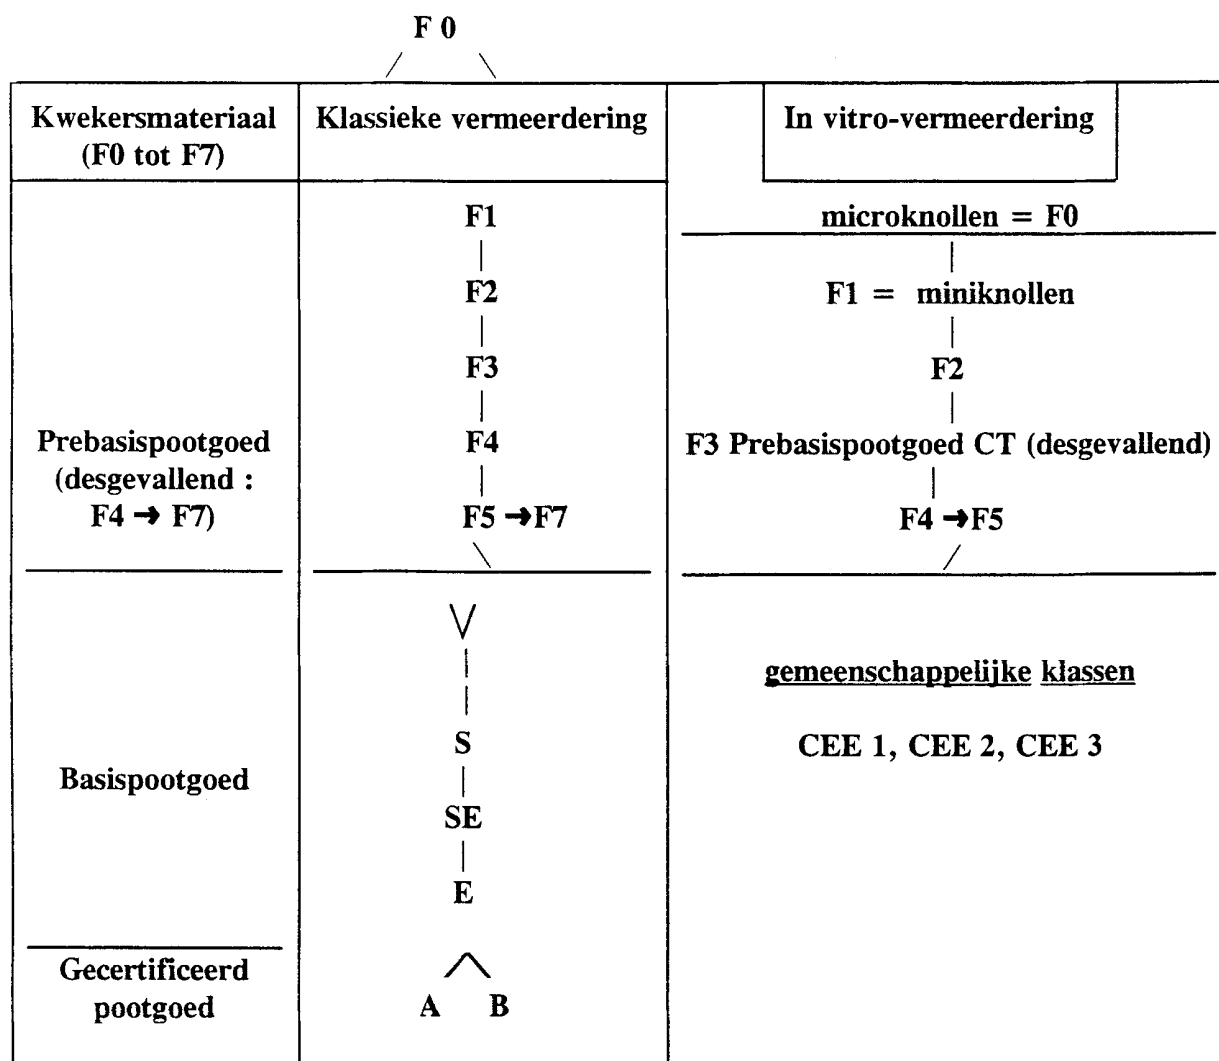 F 0
Kwekersmateriaal
(F0 tot F7)
Klassieke vermeerdering
In vitro-vermeerdering
F1
F2
F3
F4
F5 → F7
microknollen = F0
F1 = miniknollen
F2
F3 Prebasispootgoed CT (desgevallend)
F4 → F5
Prebasispootgoed
(desgevallend :
F4 → F7)
Basispootgoed
S
SE
E
gemeenschappelijke klassen
CEE 1, CEE 2, CEE 3
Gecertificeerd
pootgoed
A B